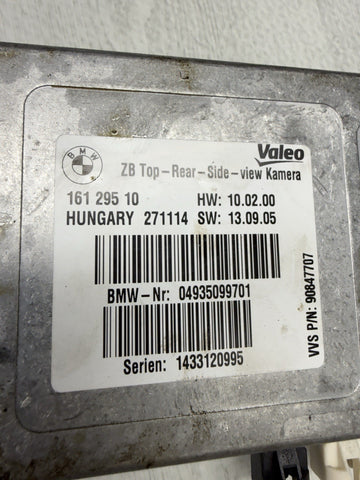 BMW
Valeo
ZB Top-Rear-Side-view Kamera
161 295 10 HW: 10.02.00
HUNGARY 271114 SW: 13.09.05
BMW-Nr: 04935099701
Serien: 1433120995
VVS P/N: 90847707